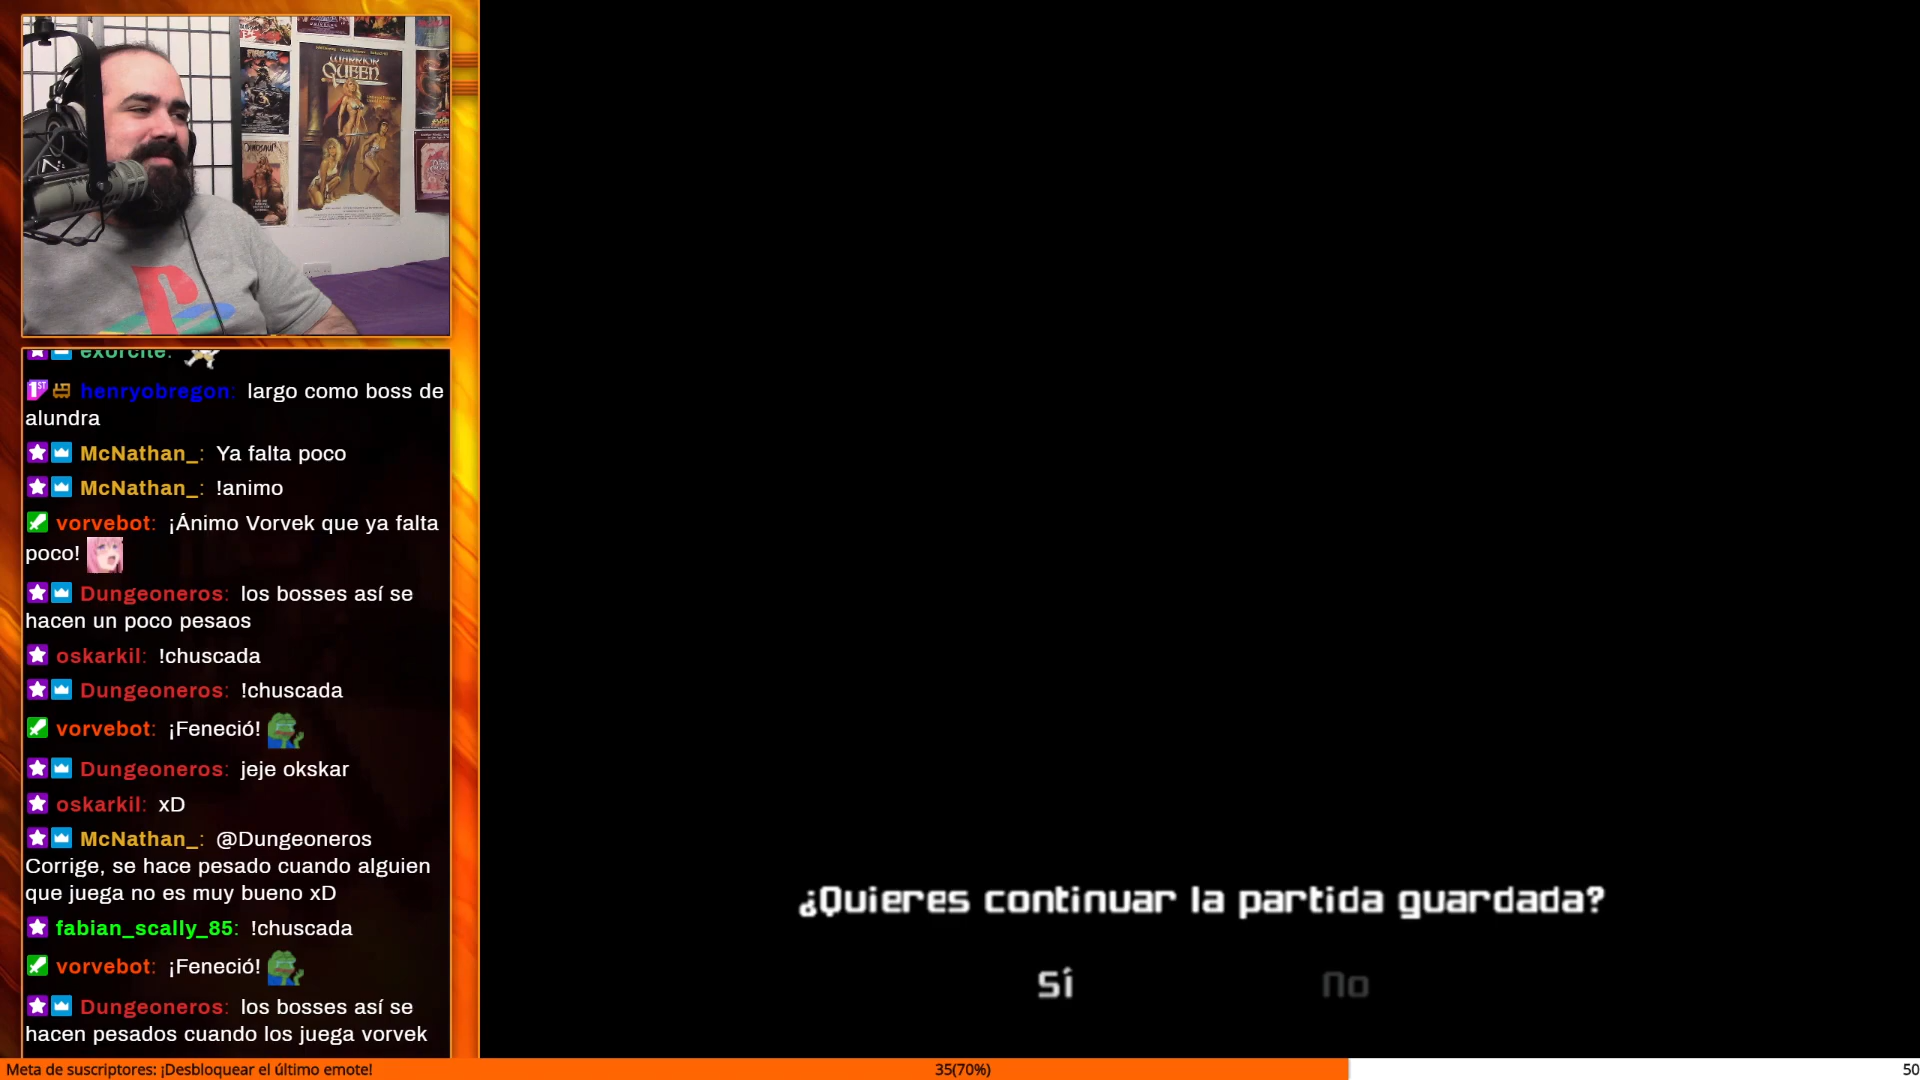 WARRIOR
QUEEN
exorcite:
henryobregon: largo como boss de
alundra
McNathan_: Ya falta poco
McNathan_: !animo
vorvebot: ¡Ánimo Vorvek que ya falta
poco!
Dungeoneros: los bosses así se
hacen un poco pesaos
oskarkil: !chuscada
Dungeoneros: !chuscada
vorvebot: ¡Feneció!
Dungeoneros: jeje okskar
oskarkil: xD
McNathan_: @Dungeoneros
Corrige, se hace pesado cuando alguien
que juega no es muy bueno xD
fabian_scally_85: !chuscada
vorvebot: ¡Feneció!
Dungeoneros: los bosses así se
hacen pesados cuando los juega vorvek
¿Quieres continuar la partida guardada?
Sí No
Meta de suscriptores: ¡Desbloquear el último emote! 35(70%) 50